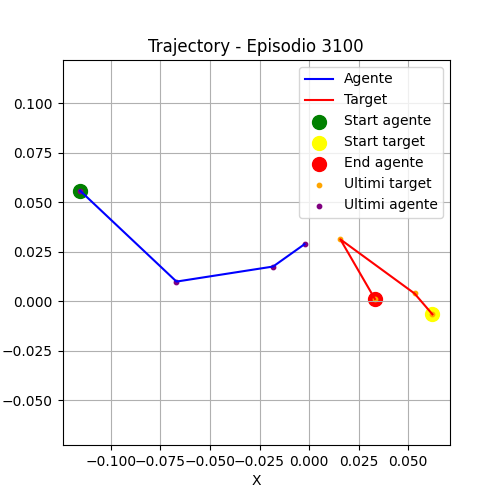 Trajectory - Episodio 3100
Agente
Target
Start agente
Start target
End agente
Ultimi target
Ultimi agente
0.100
0.075
0.050
0.025
0.000
−0.025
−0.050
−0.100
−0.075
−0.050
−0.025
0.000
0.025
0.050
X